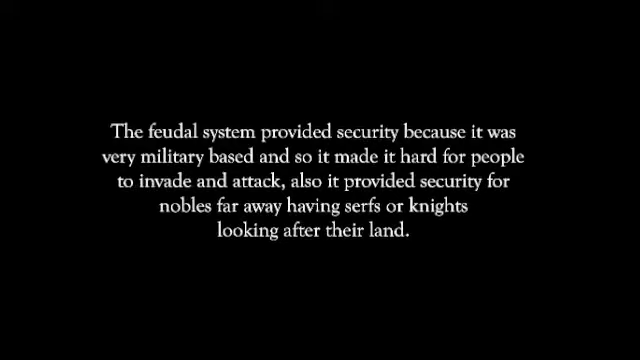 The feudal system provided security because it was
very military based and so it made it hard for people
to invade and attack, also it provided security for
nobles far away having serfs or knights
looking after their land.